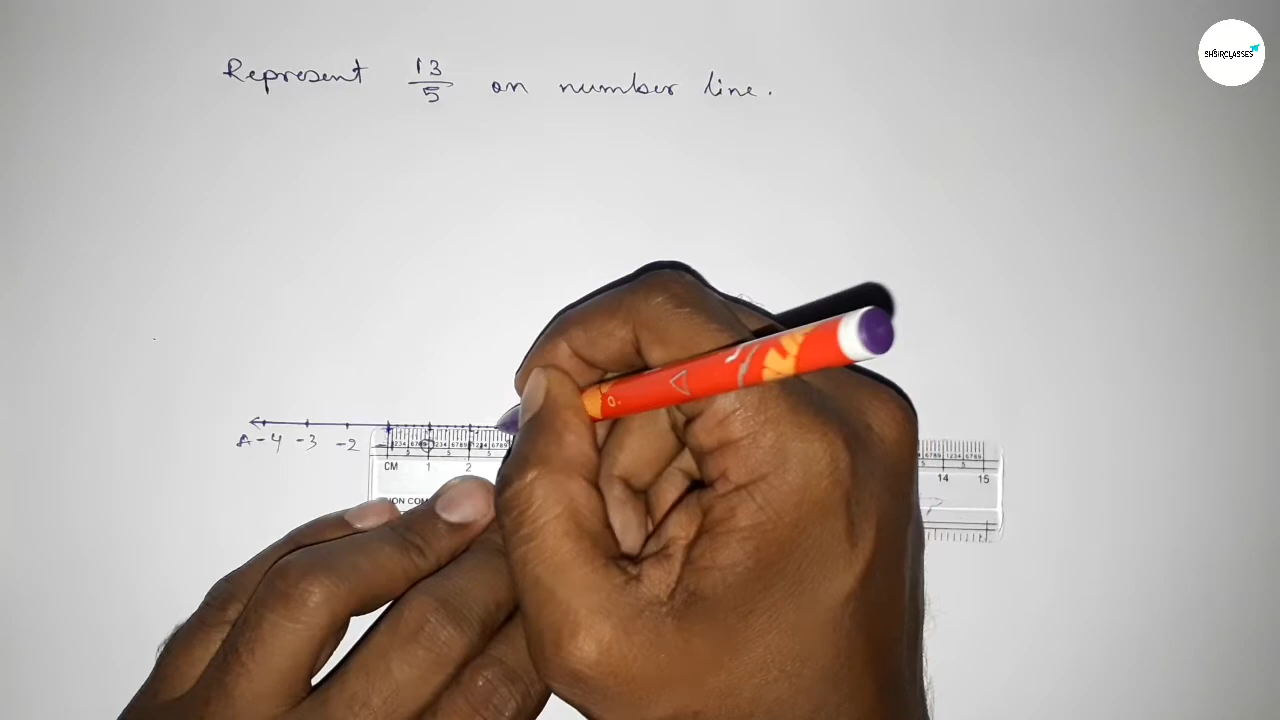 SHSIRCLASSES
Represent 13/5 on number line.
A -4 -3 -2
CM 1 2 14 15